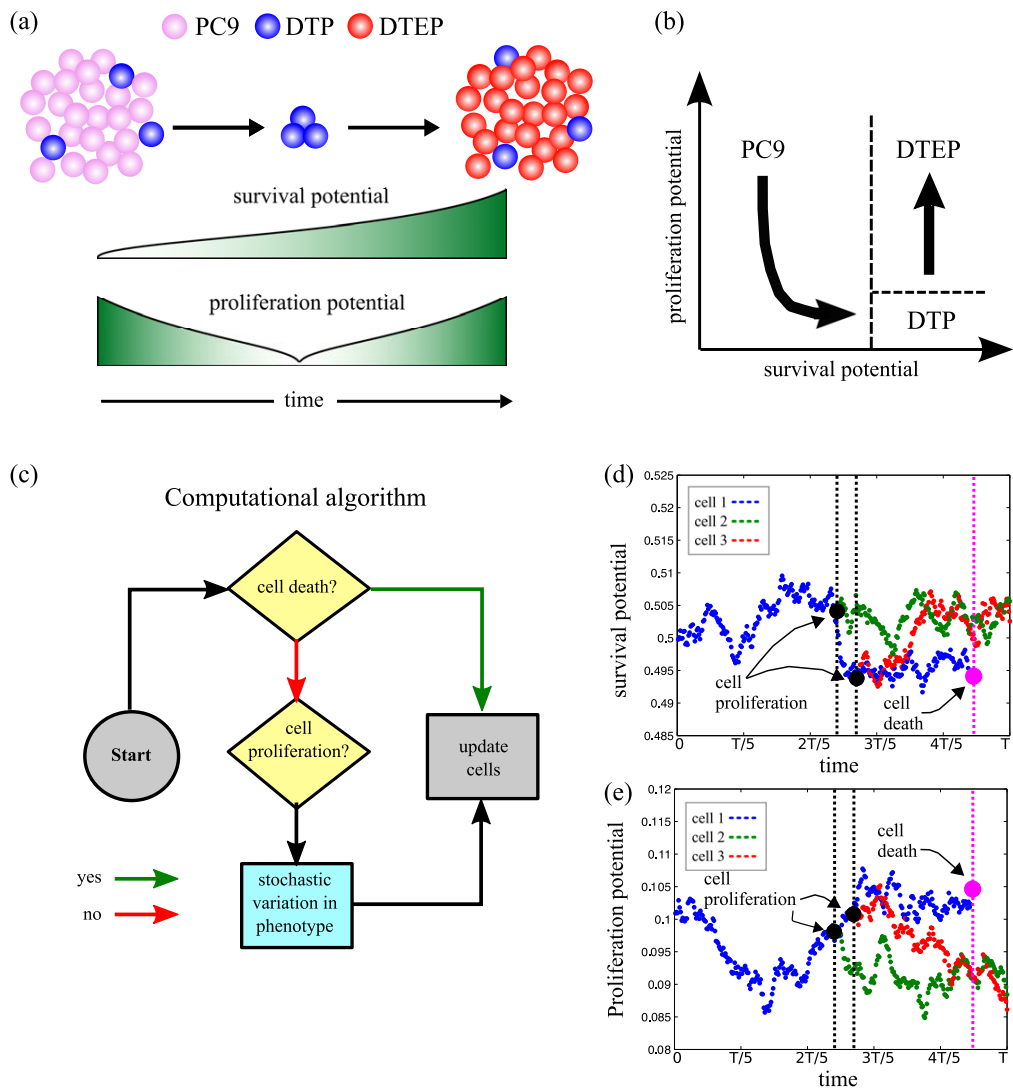 (a)
PC9 DTP DTEP
survival potential
proliferation potential
time
(b)
proliferation potential
PC9
DTEP
DTP
survival potential
(c)
Computational algorithm
cell death?
cell
proliferation?
Start
update
cells
stochastic
variation in
phenotype
yes
no
(d)
survival potential
0.525
0.52
0.515
0.51
0.505
0.5
0.495
0.49
0.485
cell 1
cell 2
cell 3
cell
proliferation
cell
death
0 T/5 2T/5 3T/5 4T/5 T
time
(e)
Proliferation potential
0.12
0.115
0.11
0.105
0.1
0.095
0.09
0.085
0.08
cell 1
cell 2
cell 3
cell
proliferation
cell
death
0 T/5 2T/5 3T/5 4T/5 T
time